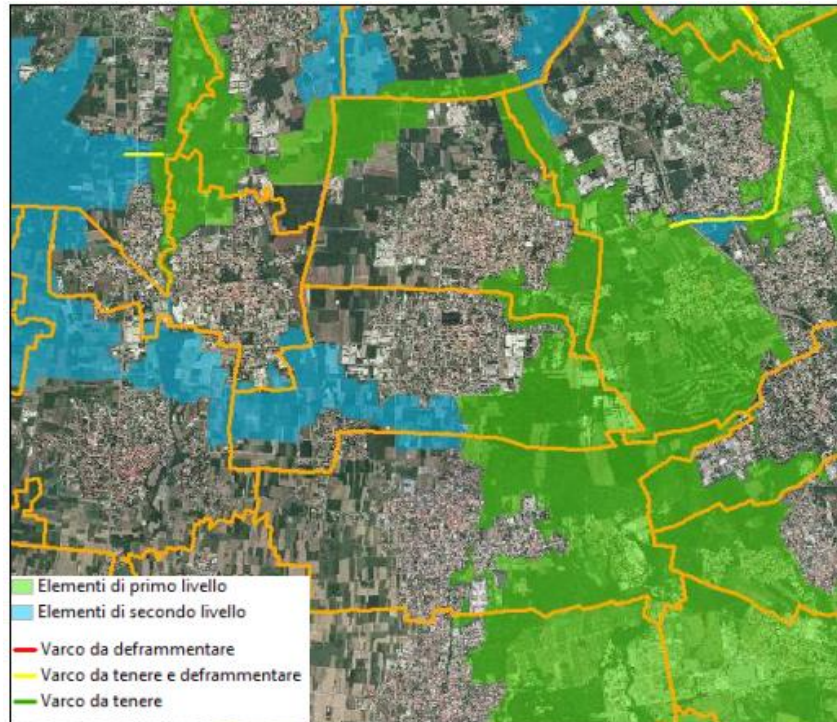 Elementi di primo livello
Elementi di secondo livello
Varco da deframmentare
Varco da tenere e deframmentare
Varco da tenere